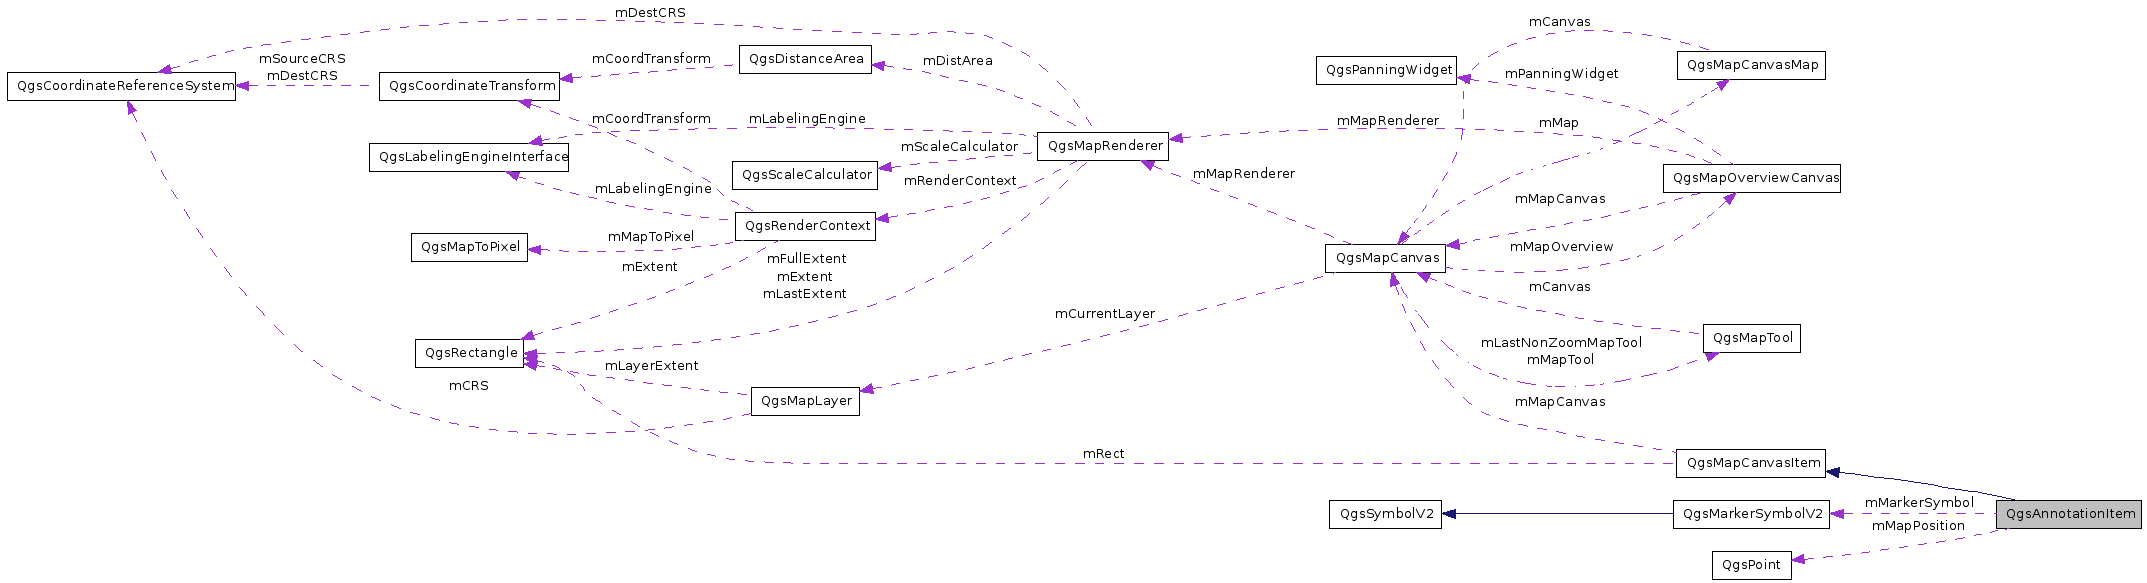 mDestCRS
mCanvas
mSourceCRS
mDestCRS
mCoordTransform
QgsDistanceArea
mDistArea
QgsPanningWidget
mPanningWidget
QgsMapCanvasMap
QgsCoordinateReferenceSystem
QgsCoordinateTransform
mCoordTransform
mLabelingEngine
mMapRenderer
mMap
QgsLabelingEngineInterface
QgsScaleCalculator
mScaleCalculator
QgsMapRenderer
mRenderContext
mMapRenderer
QgsMapOverviewCanvas
mLabelingEngine
mMapCanvas
QgsRenderContext
QgsMapToPixel
mMapToPixel
mMapOverview
mExtent
mFullExtent
mExtent
mLastExtent
QgsMapCanvas
mCanvas
mCurrentLayer
QgsMapTool
mLastNonZoomMapTool
mMapTool
QgsRectangle
mLayerExtent
mCRS
QgsMapLayer
mMapCanvas
mRect
QgsMapCanvasItem
mMarkerSymbol
QgsSymbolV2
QgsMarkerSymbolV2
QgsAnnotationItem
mMapPosition
QgsPoint